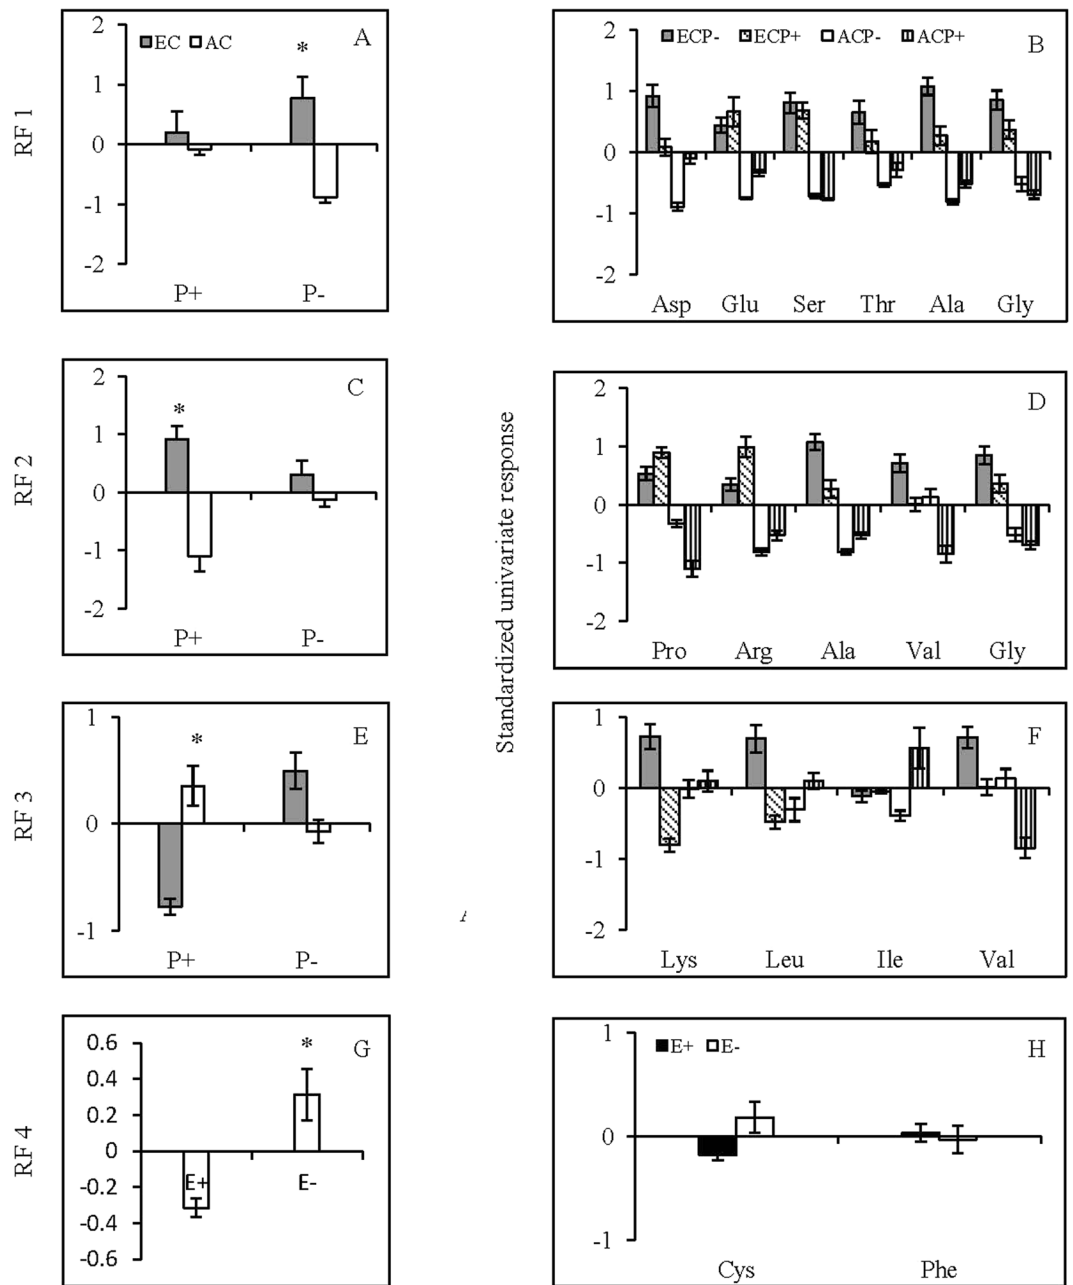 RF 1
2
1
0
-1
-2
EC AC
A
*
P+ P-
2
1
0
-1
-2
ECP- ECP+ ACP- ACP+
B
Asp Glu Ser Thr Ala Gly
RF 2
2
1
0
-1
-2
C
*
P+ P-
Standardized univariate response
2
1
0
-1
-2
D
Pro Arg Ala Val Gly
RF 3
1
0
-1
E
*
P+ P-
1
0
-1
-2
F
Lys Leu Ile Val
RF 4
0.6
0.4
0.2
0
-0.2
-0.4
-0.6
G
*
E+ E-
1
0
-1
E+ E-
H
Cys Phe